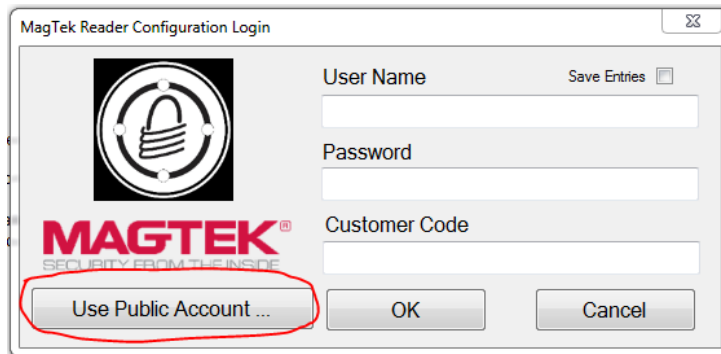 MagTek Reader Configuration Login
User Name
Save Entries
Password
Customer Code
MAGTEK®
SECURITY FROM THE INSIDE
Use Public Account ...
OK
Cancel